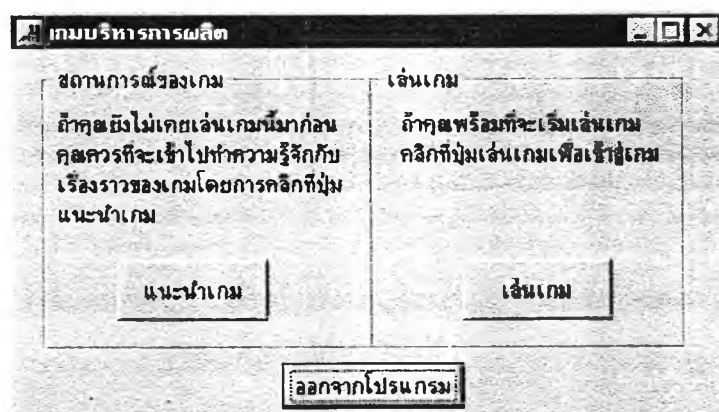 เกมบริหารการผลิต
สถานการณ์ของเกม
ถ้าคุณยังไม่เคยเล่นเกมนี้มาก่อน
คุณควรที่จะเข้าไปทำความรู้จักกับ
เรื่องราวของเกมโดยการคลิกที่ปุ่ม
แนะนำเกม
แนะนำเกม
เล่นเกม
ถ้าคุณพร้อมที่จะเริ่มเล่นเกม
คลิกที่ปุ่มเล่นเกมเพื่อเข้าสู่เกม
เล่นเกม
ออกจากโปรแกรม